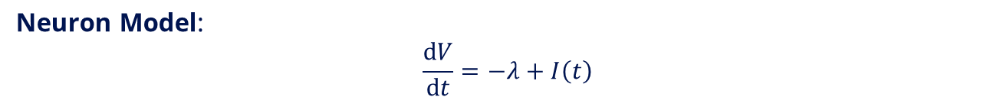 Neuron Model:
dV/dt = −λ + I(t)